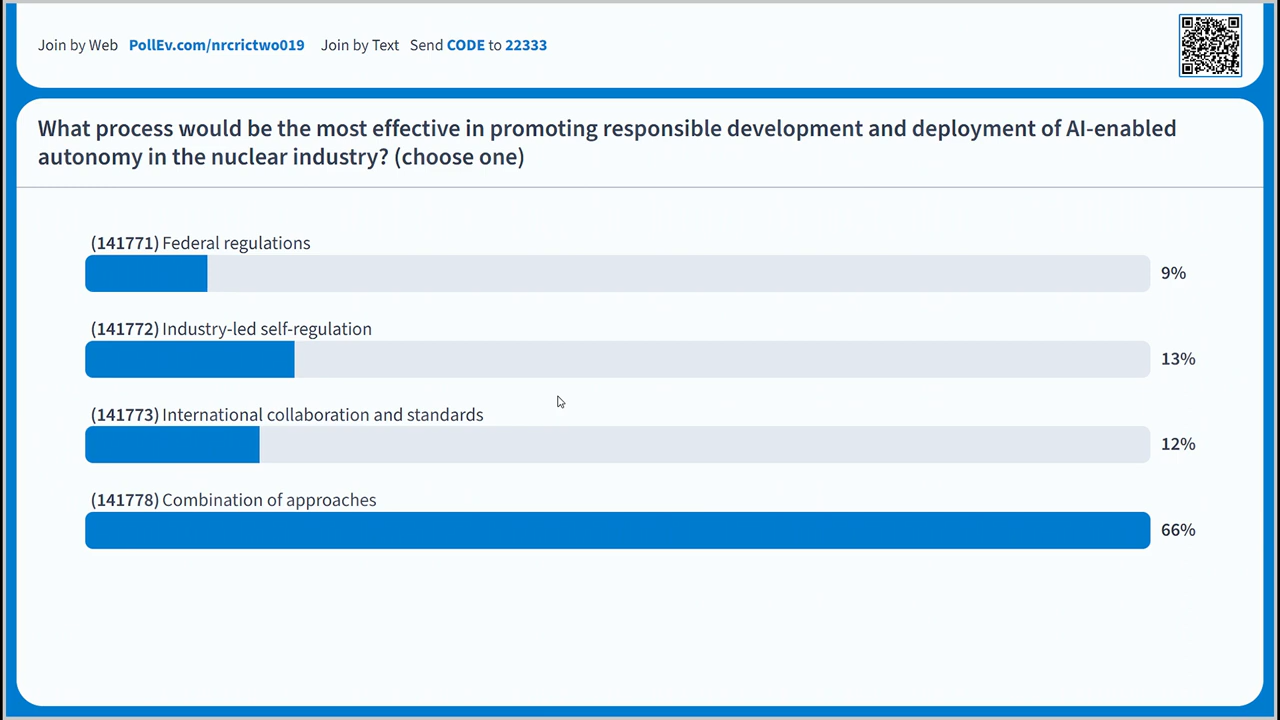 Join by Web PollEv.com/nrcrictwo019 Join by Text Send CODE to 22333
What process would be the most effective in promoting responsible development and deployment of AI-enabled
autonomy in the nuclear industry? (choose one)
(141771) Federal regulations
9%
(141772) Industry-led self-regulation
13%
(141773) International collaboration and standards
12%
(141778) Combination of approaches
66%